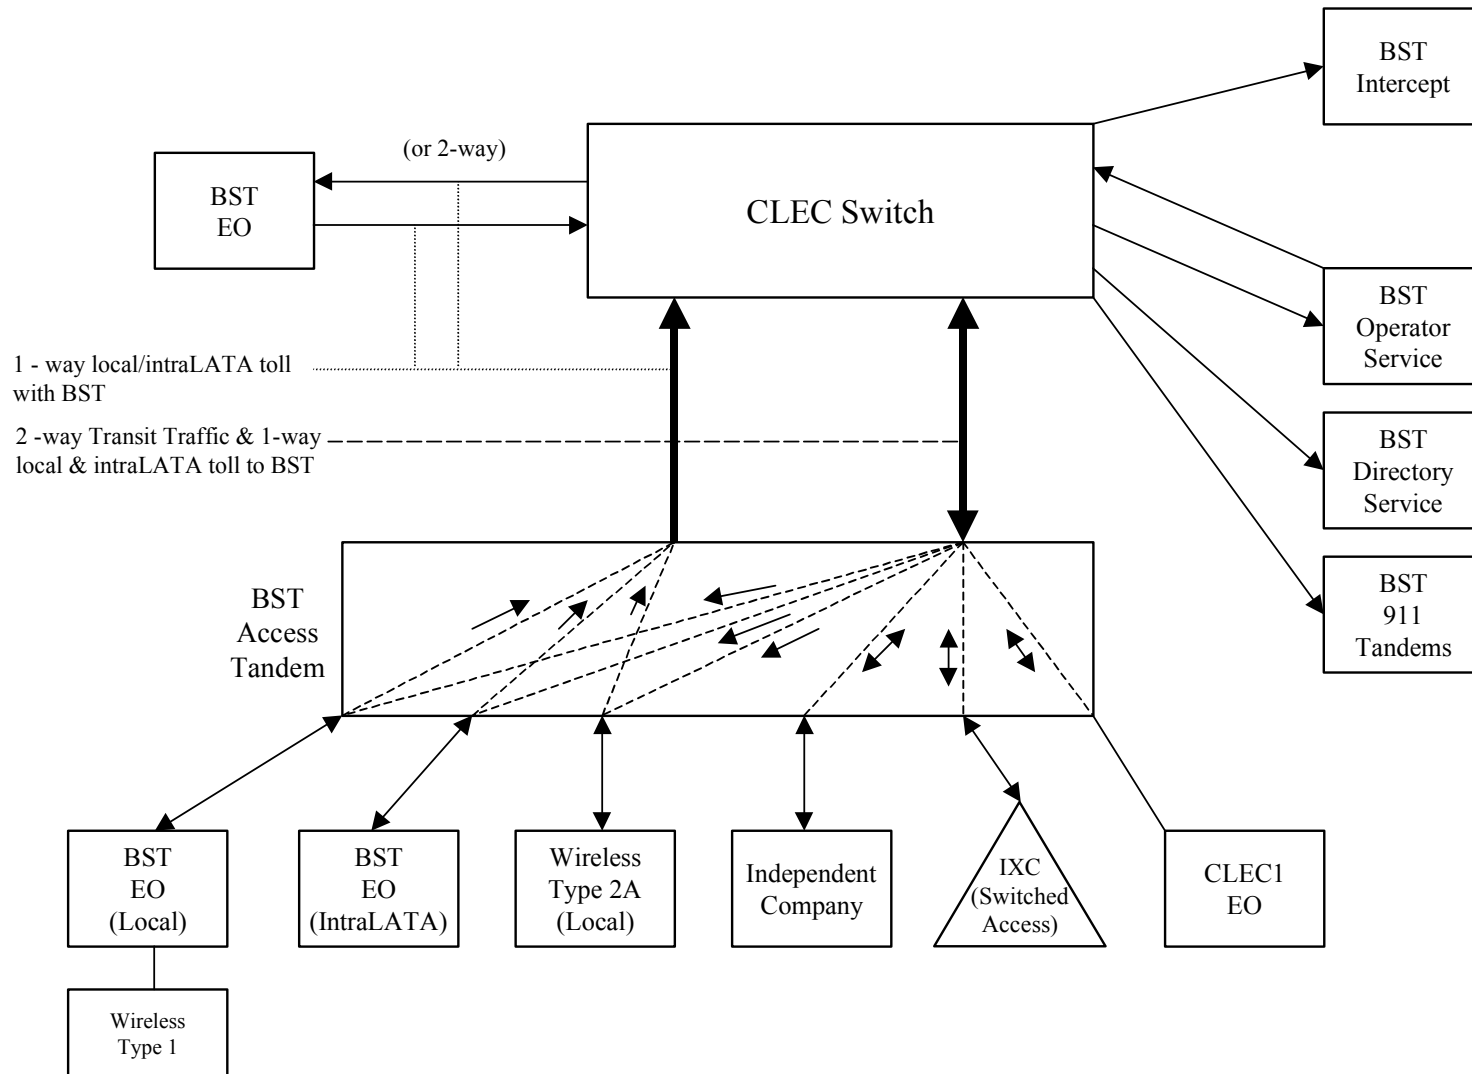 BST
Intercept
(or 2-way)
BST
EO
CLEC Switch
BST
Operator
Service
1 - way local/intraLATA toll
with BST
2 -way Transit Traffic & 1-way
local & intraLATA toll to BST
BST
Directory
Service
BST
911
Tandems
BST
Access
Tandem
BST
EO
(Local)
BST
EO
(IntraLATA)
Wireless
Type 2A
(Local)
Independent
Company
IXC
(Switched
Access)
CLEC1
EO
Wireless
Type 1